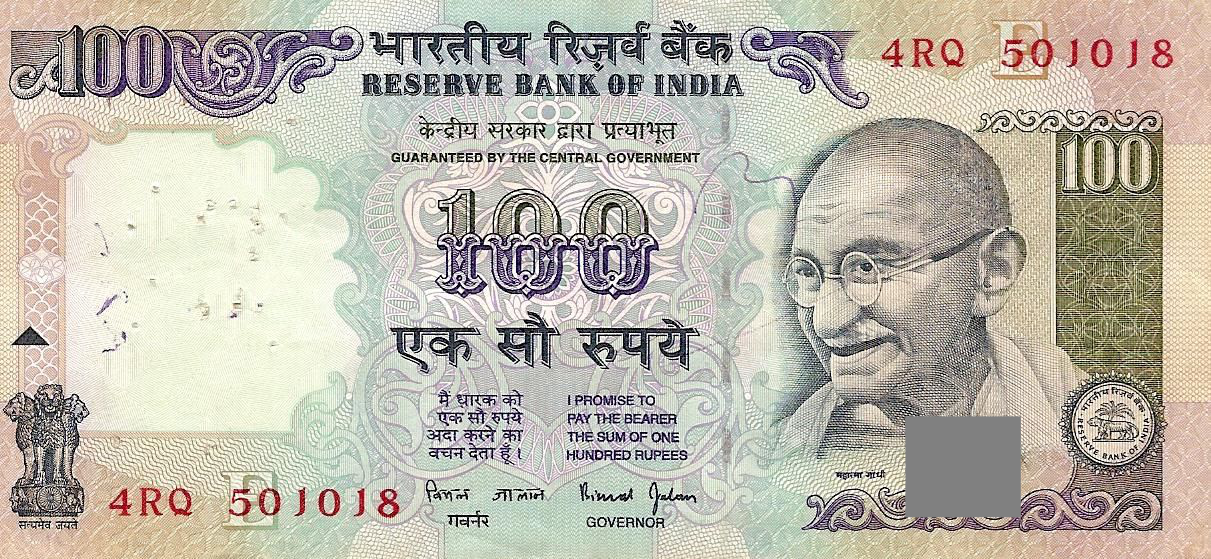 100
भारतीय रिज़र्व बैंक
RESERVE BANK OF INDIA
4RQ 501018
केन्द्रीय सरकार द्वारा प्रत्याभूत
GUARANTEED BY THE CENTRAL GOVERNMENT
100
100
एक सौ रुपये
मैं धारक को
एक सौ रुपये
अदा करने का
वचन देता हूँ।
I PROMISE TO
PAY THE BEARER
THE SUM OF ONE
HUNDRED RUPEES
बिमल जालान
Bimal Jalan
गवर्नर
GOVERNOR
4RQ 501018
E
E
सत्यमेव जयते
महात्मा गांधी
भारतीय रिज़र्व बैंक
RESERVE BANK OF INDIA